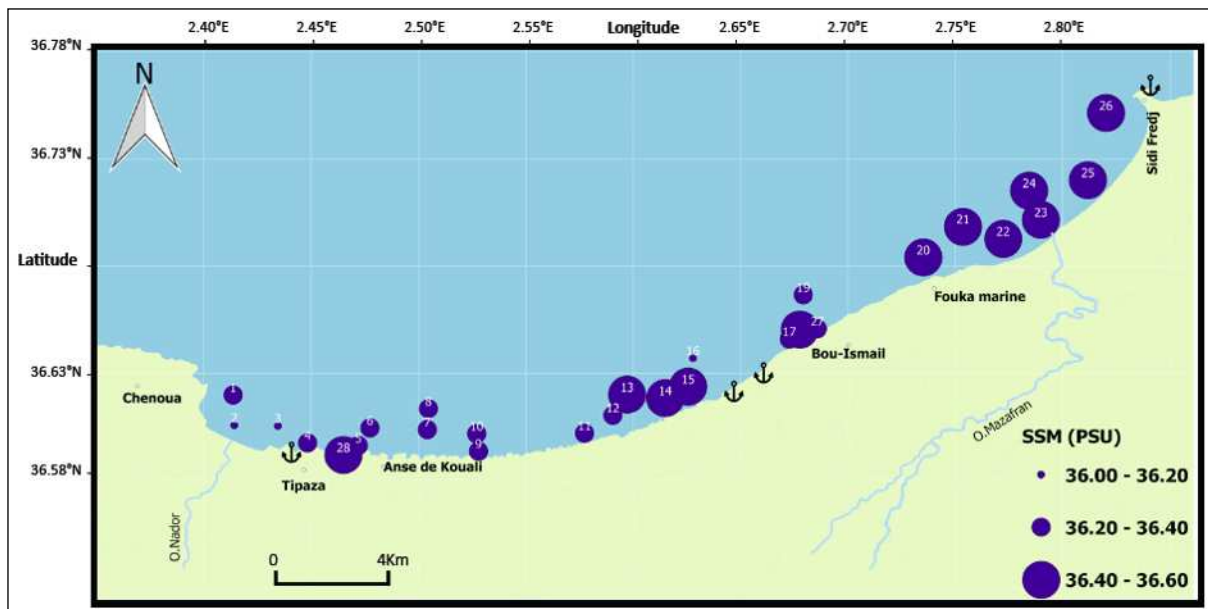 2.40°E 2.45°E 2.50°E 2.55°E Longitude 2.65°E 2.70°E 2.75°E 2.80°E
36.78°N
N
26
Sidi Fredj
36.73°N
25
24
23
21
22
20
Latitude
19
Fouka marine
27
17
Bou-Ismail
16
36.63°N
15
Chenoua
1
13
14
8
12
2
3
6
7
10
11
4
5
9
28
O.Mazafran
SSM (PSU)
Anse de Kouali
36.58°N
36.00 - 36.20
Tipaza
O.Nador
36.20 - 36.40
0 4Km
36.40 - 36.60